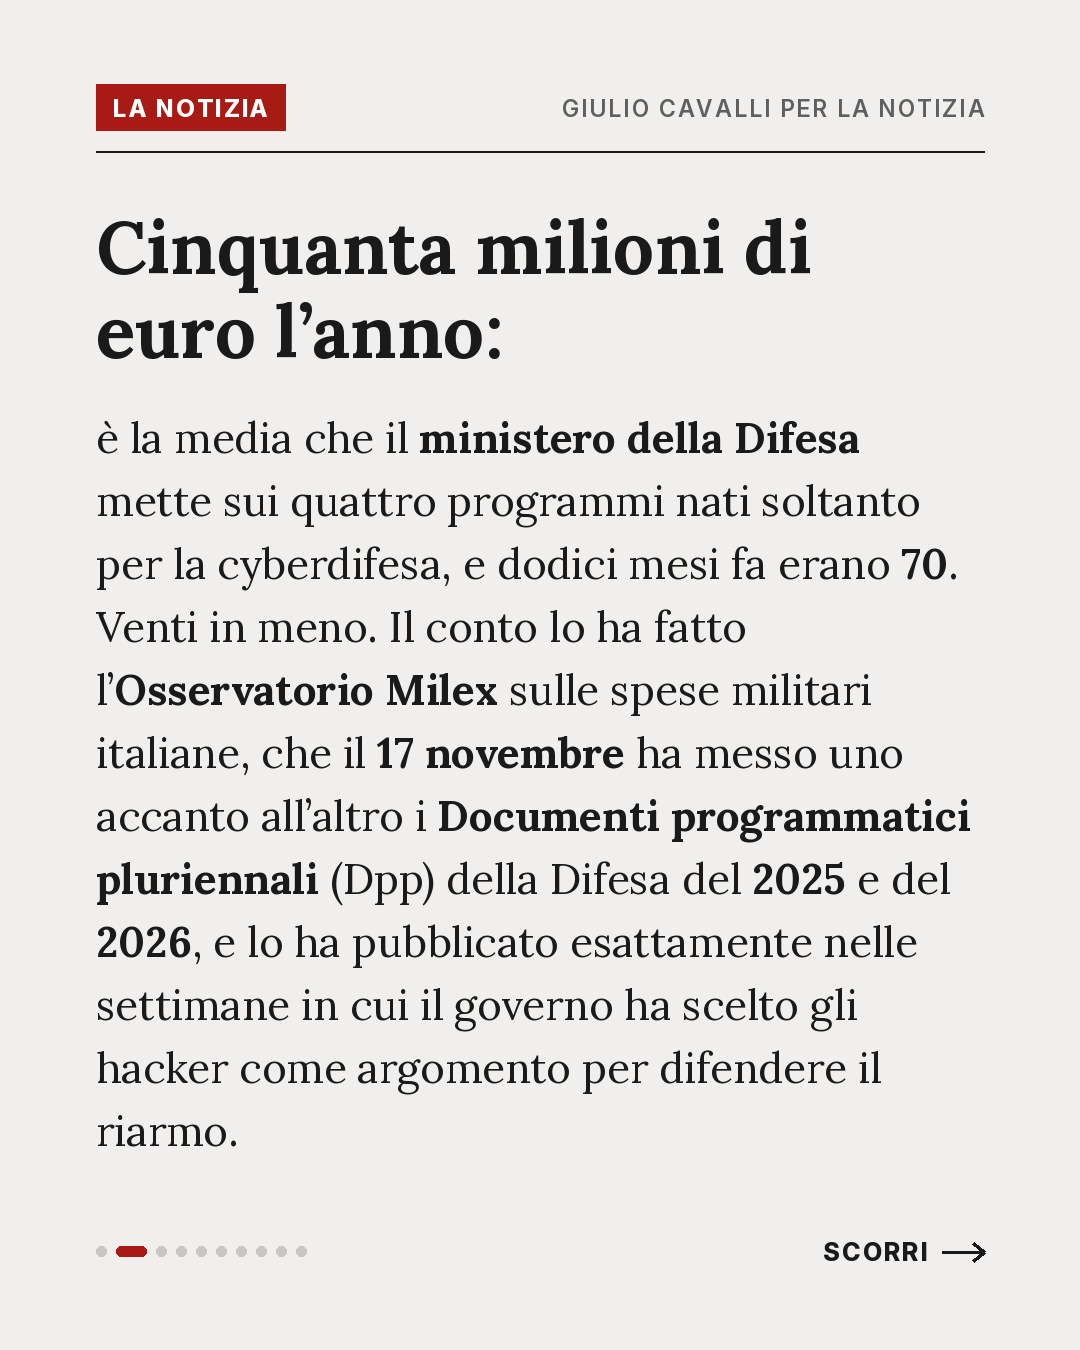 LA NOTIZIA
GIULIO CAVALLI PER LA NOTIZIA
Cinquanta milioni di
euro l’anno:
è la media che il ministero della Difesa
mette sui quattro programmi nati soltanto
per la cyberdifesa, e dodici mesi fa erano 70.
Venti in meno. Il conto lo ha fatto
l’Osservatorio Milex sulle spese militari
italiane, che il 17 novembre ha messo uno
accanto all’altro i Documenti programmatici
pluriennali (Dpp) della Difesa del 2025 e del
2026, e lo ha pubblicato esattamente nelle
settimane in cui il governo ha scelto gli
hacker come argomento per difendere il
riarmo.
SCORRI